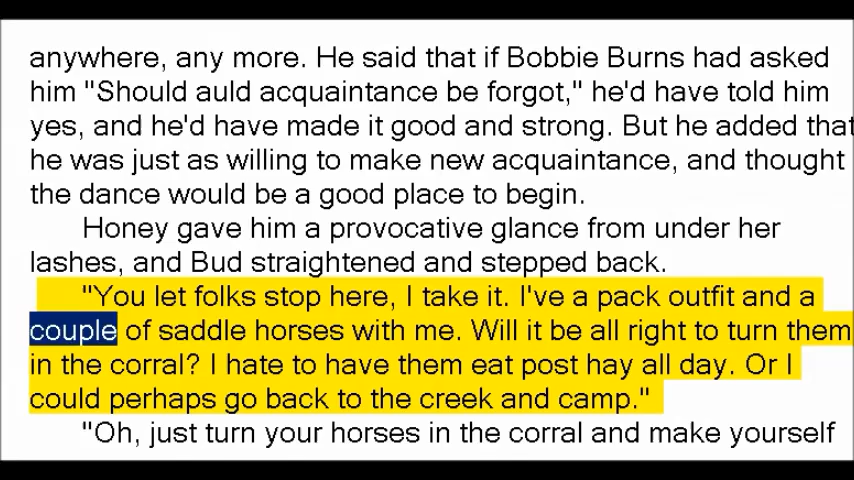 anywhere, any more. He said that if Bobbie Burns had asked
him "Should auld acquaintance be forgot," he'd have told him
yes, and he'd have made it good and strong. But he added that
he was just as willing to make new acquaintance, and thought
the dance would be a good place to begin.
Honey gave him a provocative glance from under her
lashes, and Bud straightened and stepped back.
"You let folks stop here, I take it. I've a pack outfit and a
couple of saddle horses with me. Will it be all right to turn them
in the corral? I hate to have them eat post hay all day. Or I
could perhaps go back to the creek and camp."
"Oh, just turn your horses in the corral and make yourself